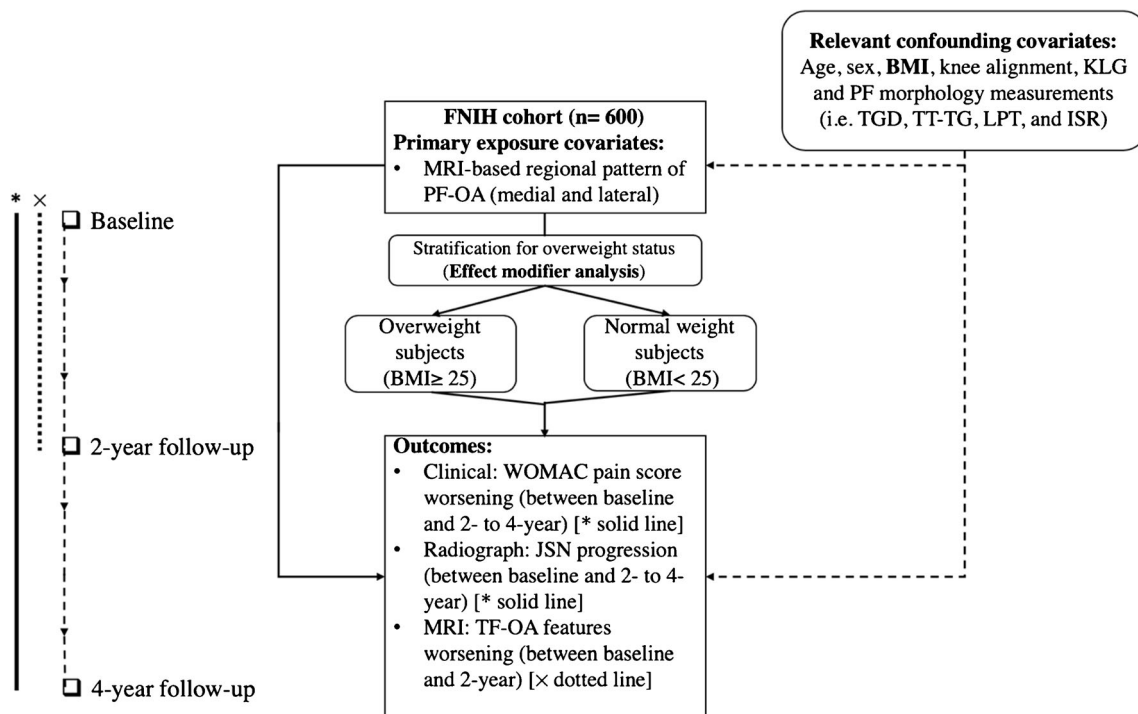 Relevant confounding covariates:
Age, sex, BMI, knee alignment, KLG
and PF morphology measurements
(i.e. TGD, TT-TG, LPT, and ISR)
FNIH cohort (n= 600)
Primary exposure covariates:
• MRI-based regional pattern of
PF-OA (medial and lateral)
* ×
❑ Baseline
Stratification for overweight status
(Effect modifier analysis)
Overweight
subjects
(BMI≥ 25)
Normal weight
subjects
(BMI< 25)
❑ 2-year follow-up
Outcomes:
• Clinical: WOMAC pain score
worsening (between baseline
and 2- to 4-year) [* solid line]
• Radiograph: JSN progression
(between baseline and 2- to 4-
year) [* solid line]
• MRI: TF-OA features
worsening (between baseline
and 2-year) [× dotted line]
❑ 4-year follow-up